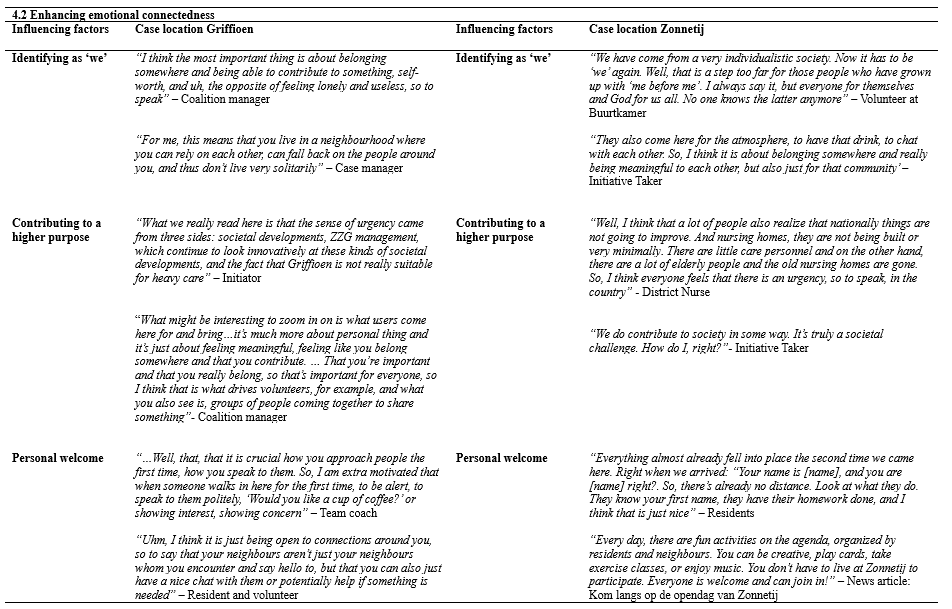 4.2 Enhancing emotional connectedness
Influencing factors
Case location Griffioen
Influencing factors
Case location Zonnetij
Identifying as ‘we’
“I think the most important thing is about belonging
somewhere and being able to contribute to something, self-
worth, and uh, the opposite of feeling lonely and useless, so to
speak” – Coalition manager
“For me, this means that you live in a neighbourhood where
you can rely on each other, can fall back on the people around
you, and thus don’t live very solitarily” – Case manager
Identifying as ‘we’
“We have come from a very individualistic society. Now it has to be
‘we’ again. Well, that is a step too far for those people who have grown
up with ‘me before me’. I always say it, but everyone for themselves
and God for us all. No one knows the latter anymore” – Volunteer at
Buurtkamer
“They also come here for the atmosphere, to have that drink, to chat
with each other. So, I think it is about belonging somewhere and really
being meaningful to each other, but also just for that community’ –
Initiative Taker
Contributing to a
higher purpose
“What we really read here is that the sense of urgency came
from three sides: societal developments, ZZG management,
which continue to look innovatively at these kinds of societal
developments, and the fact that Griffioen is not really suitable
for heavy care” – Initiator
“What might be interesting to zoom in on is what users come
here for and bring…it’s much more about personal thing and
it’s just about feeling meaningful, feeling like you belong
somewhere and that you contribute. … That you’re important
and that you really belong, so that’s important for everyone, so
I think that is what drives volunteers, for example, and what
you also see is, groups of people coming together to share
something”- Coalition manager
Contributing to a
higher purpose
“Well, I think that a lot of people also realize that nationally things are
not going to improve. And nursing homes, they are not being built or
very minimally. There are little care personnel and on the other hand,
there are a lot of elderly people and the old nursing homes are gone.
So, I think everyone feels that there is an urgency, so to speak, in the
country” - District Nurse
“We do contribute to society in some way. It’s truly a societal
challenge. How do I, right?”- Initiative Taker
Personal welcome
“…Well, that, that it is crucial how you approach people the
first time, how you speak to them. So, I am extra motivated that
when someone walks in here for the first time, to be alert, to
speak to them politely, ‘Would you like a cup of coffee?’ or
showing interest, showing concern” – Team coach
“Uhm, I think it is just being open to connections around you,
so to say that your neighbours aren’t just your neighbours
whom you encounter and say hello to, but that you can also just
have a nice chat with them or potentially help if something is
needed” – Resident and volunteer
Personal welcome
“Everything almost already fell into place the second time we came
here. Right when we arrived: “Your name is [name], and you are
[name] right?. So, there’s already no distance. Look at what they do.
They know your first name, they have their homework done, and I
think that is just nice” – Residents
“Every day, there are fun activities on the agenda, organized by
residents and neighbours. You can be creative, play cards, take
exercise classes, or enjoy music. You don’t have to live at Zonnetij to
participate. Everyone is welcome and can join in!” – News article:
Kom langs op de opendag van Zonnetij